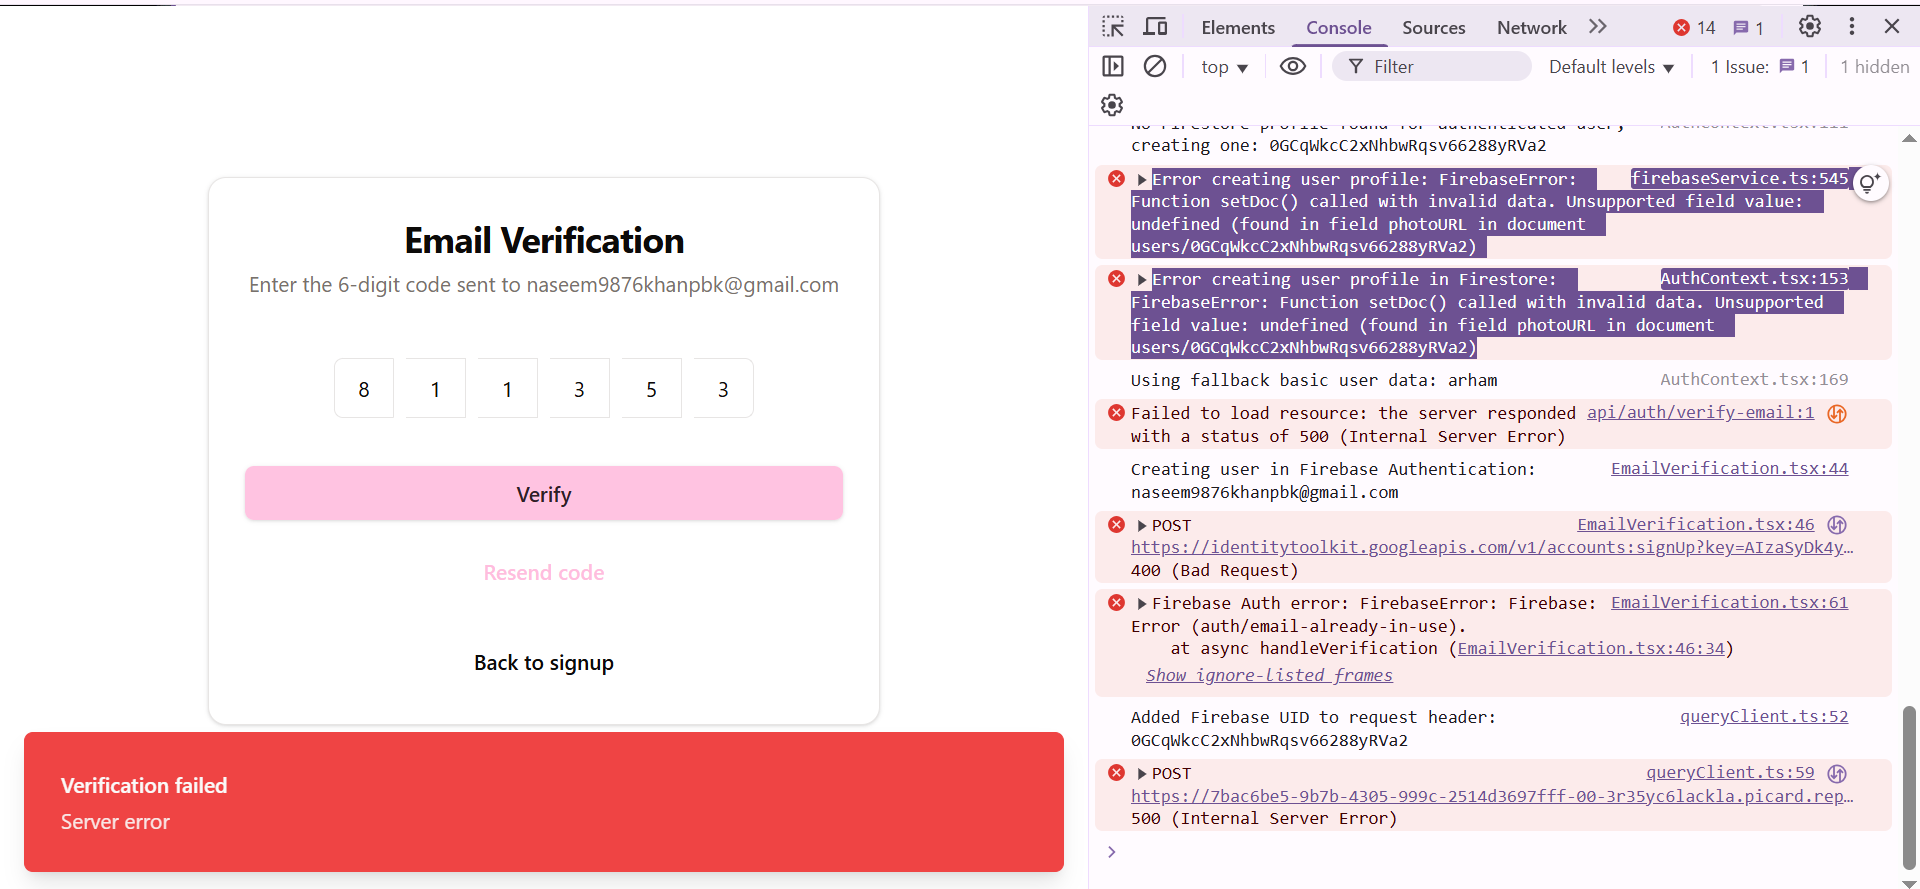 Email Verification
Enter the 6-digit code sent to naseem9876khanpbk@gmail.com
8 1 1 3 5 3
Verify
Resend code
Back to signup
Verification failed
Server error
Elements Console Sources Network 14 1
top Filter Default levels 1 Issue: 1 1 hidden
No Firestore profile found for authenticated user, AuthContext.tsx:111
creating one: 0GCqWkcC2xNhbwRqsv66288yRVa2
Error creating user profile: FirebaseError: firebaseService.ts:545
Function setDoc() called with invalid data. Unsupported field value:
undefined (found in field photoURL in document
users/0GCqWkcC2xNhbwRqsv66288yRVa2)
Error creating user profile in Firestore: AuthContext.tsx:153
FirebaseError: Function setDoc() called with invalid data. Unsupported
field value: undefined (found in field photoURL in document
users/0GCqWkcC2xNhbwRqsv66288yRVa2)
Using fallback basic user data: arham AuthContext.tsx:169
Failed to load resource: the server responded api/auth/verify-email:1
with a status of 500 (Internal Server Error)
Creating user in Firebase Authentication: EmailVerification.tsx:44
naseem9876khanpbk@gmail.com
POST EmailVerification.tsx:46
https://identitytoolkit.googleapis.com/v1/accounts:signUp?key=AIzaSyDk4y…
400 (Bad Request)
Firebase Auth error: FirebaseError: Firebase: EmailVerification.tsx:61
Error (auth/email-already-in-use).
at async handleVerification (EmailVerification.tsx:46:34)
Show ignore-listed frames
Added Firebase UID to request header: queryClient.ts:52
0GCqWkcC2xNhbwRqsv66288yRVa2
POST queryClient.ts:59
https://7bac6be5-9b7b-4305-999c-2514d3697fff-00-3r35yc6lackla.picard.rep…
500 (Internal Server Error)